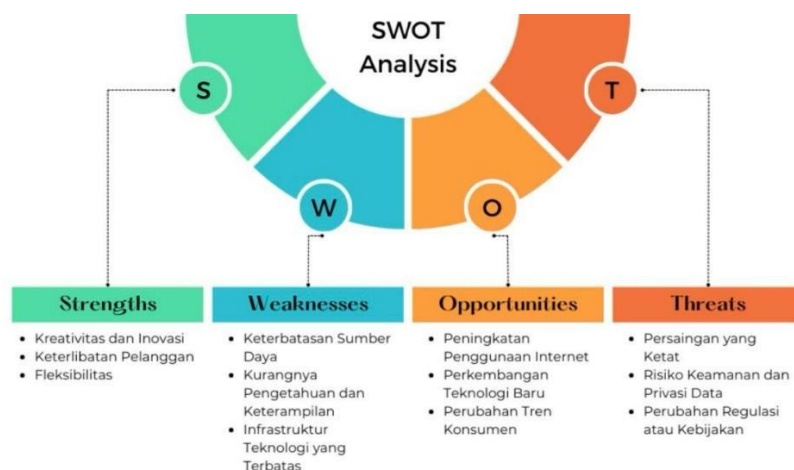 SWOT
Analysis
S
T
W
O
Strengths
• Kreativitas dan Inovasi
• Keterlibatan Pelanggan
• Fleksibilitas
Weaknesses
• Keterbatasan Sumber
Daya
• Kurangnya
Pengetahuan dan
Keterampilan
• Infrastruktur
Teknologi yang
Terbatas
Opportunities
• Peningkatan
Penggunaan Internet
• Perkembangan
Teknologi Baru
• Perubahan Tren
Konsumen
Threats
• Persaingan yang
Ketat
• Risiko Keamanan dan
Privasi Data
• Perubahan Regulasi
atau Kebijakan